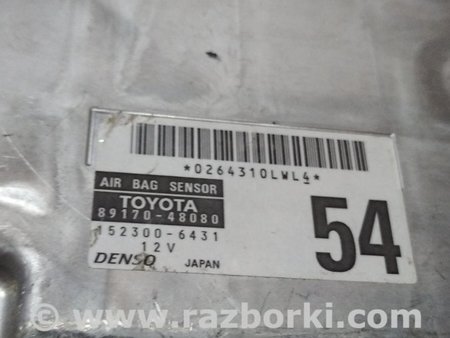 *0264310LWL4*
AIR BAG SENSOR
TOYOTA
89170-48080
152300-6431
12V
DENSO JAPAN
54
www.razborki.com